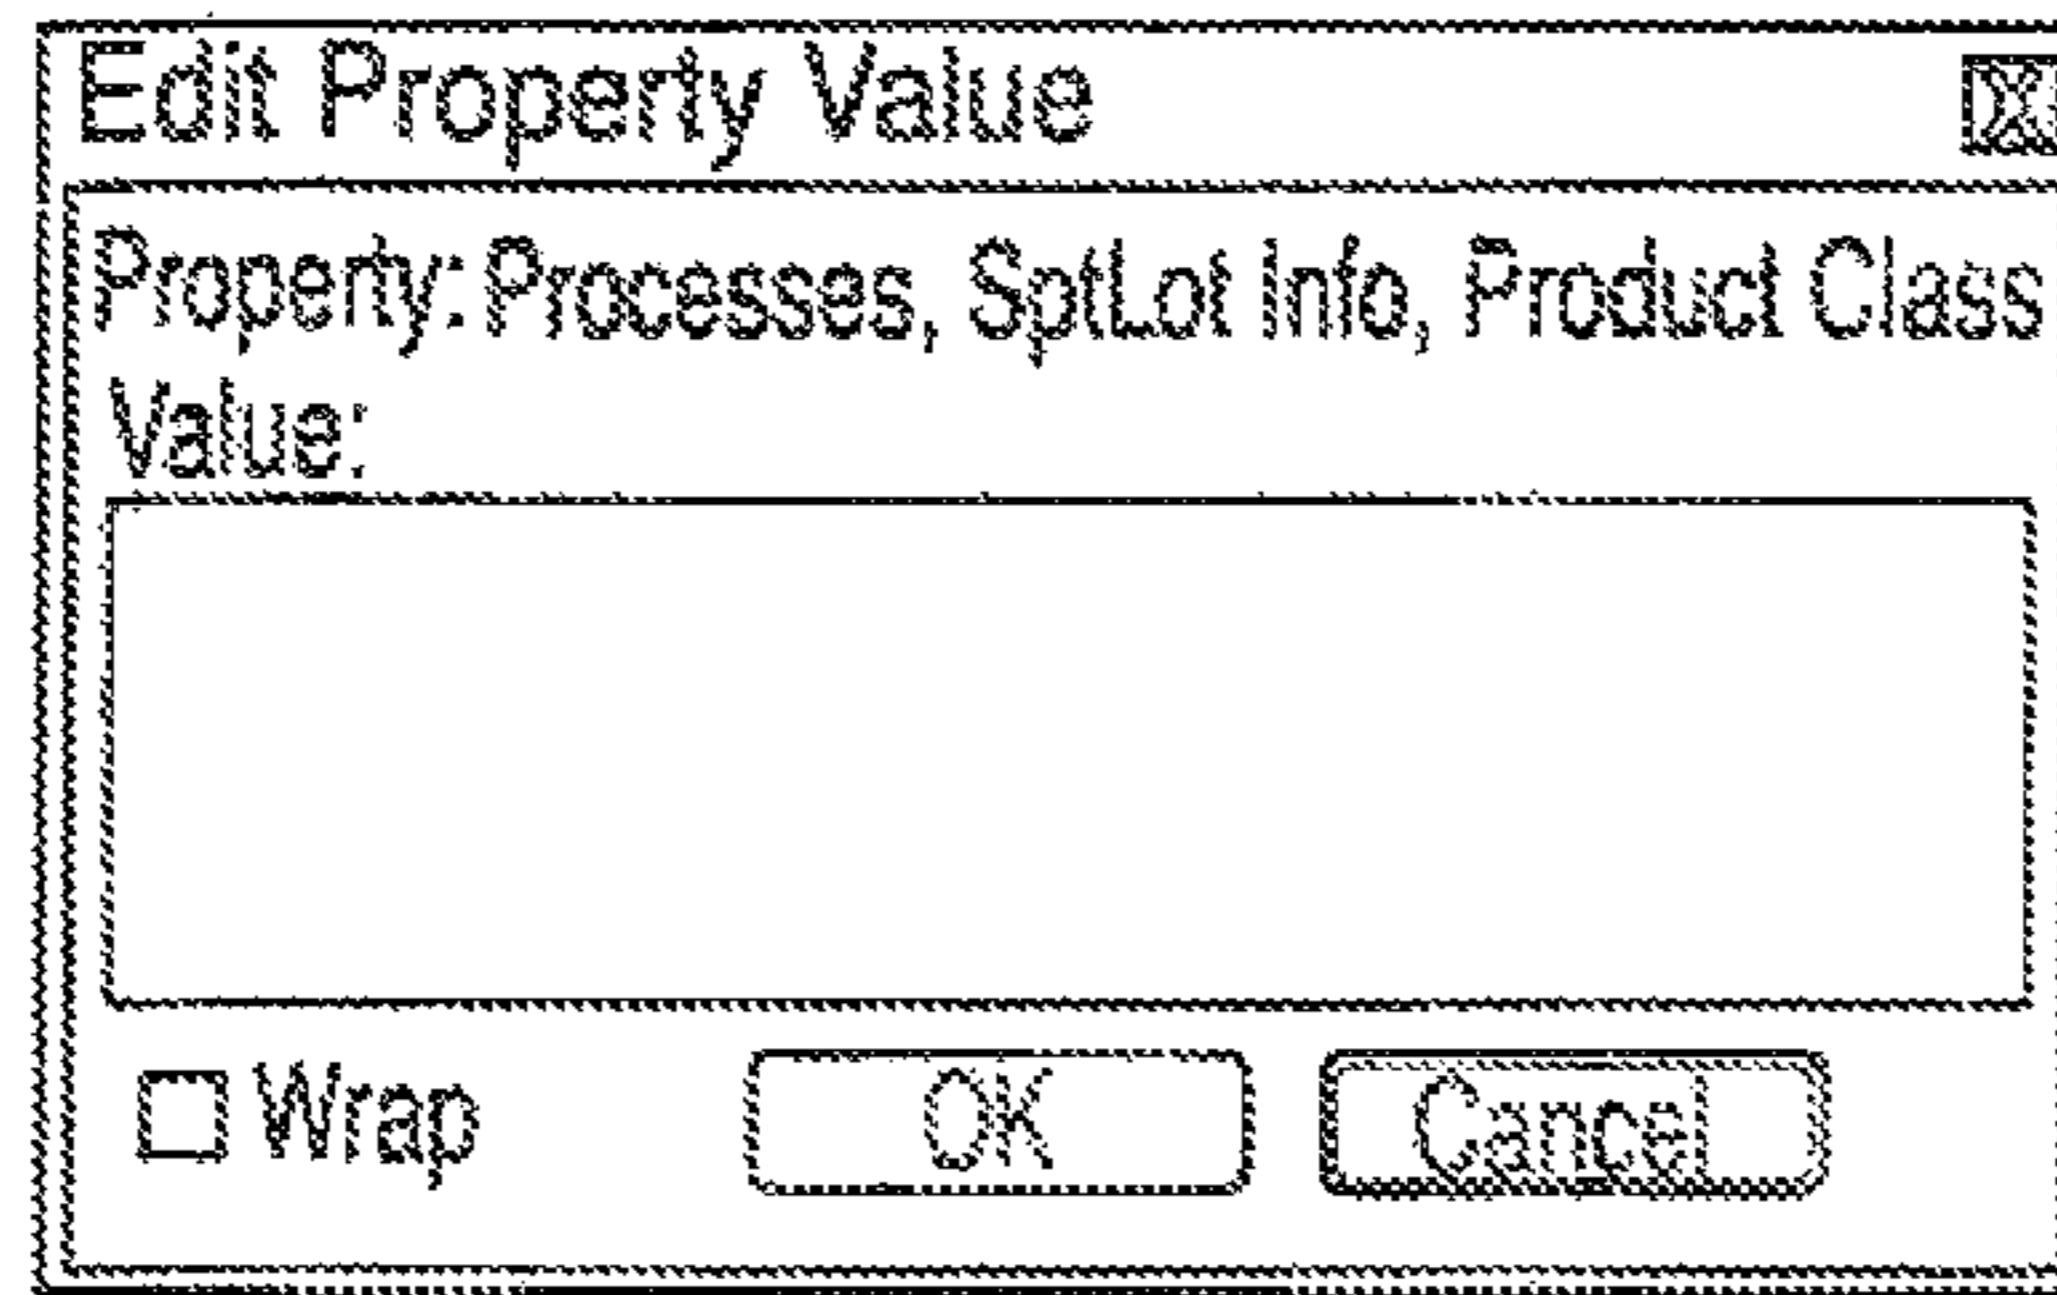 Edit Property Value X
Property: Processes, SptLot Info, Product Class
Value:
Wrap OK Cancel